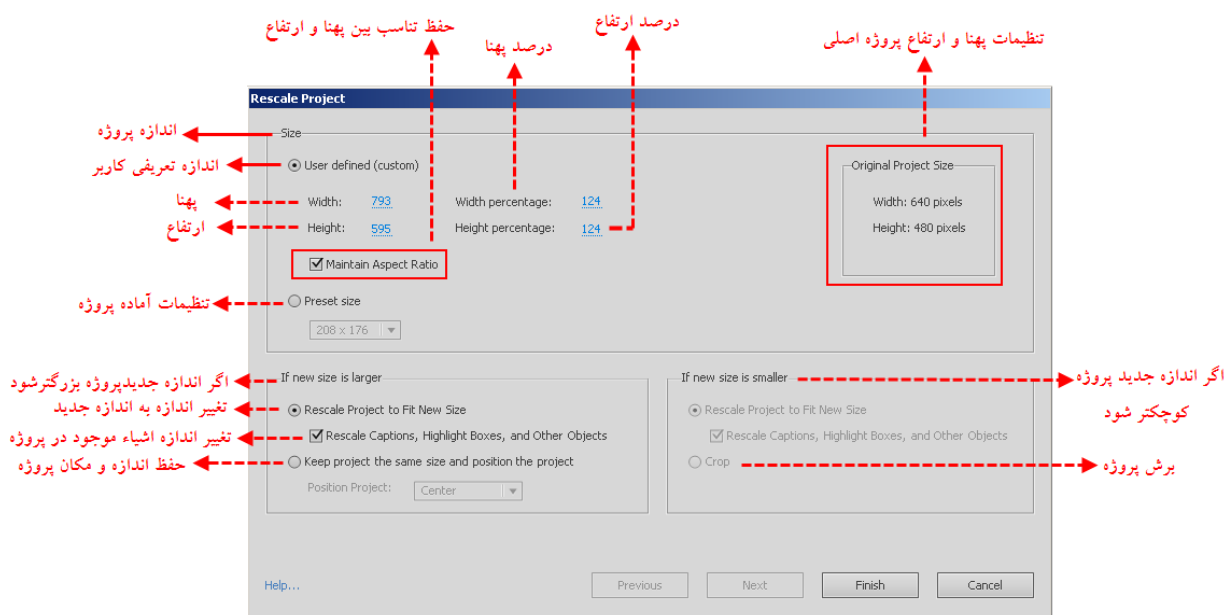 حفظ تناسب بین پهنا و ارتفاع
درصد پهنا
درصد ارتفاع
تنظیمات پهنا و ارتفاع پروژه اصلی
Rescale Project
اندازه پروژه
Size
اندازه تعریفی کاربر
User defined (custom)
پهنا
Width: 793
Width percentage: 124
ارتفاع
Height: 595
Height percentage: 124
Maintain Aspect Ratio
Original Project Size
Width: 640 pixels
Height: 480 pixels
تنظیمات آماده پروژه
Preset size
208 x 176
اگر اندازه جدیدپروژه بزرگترشود
If new size is larger
تغییر اندازه به اندازه جدید
Rescale Project to Fit New Size
تغییر اندازه اشیاء موجود در پروژه
Rescale Captions, Highlight Boxes, and Other Objects
حفظ اندازه و مکان پروژه
Keep project the same size and position the project
Position Project: Center
If new size is smaller
اگر اندازه جدید پروژه
کوچکتر شود
Rescale Project to Fit New Size
Rescale Captions, Highlight Boxes, and Other Objects
Crop
برش پروژه
Help...
Previous
Next
Finish
Cancel